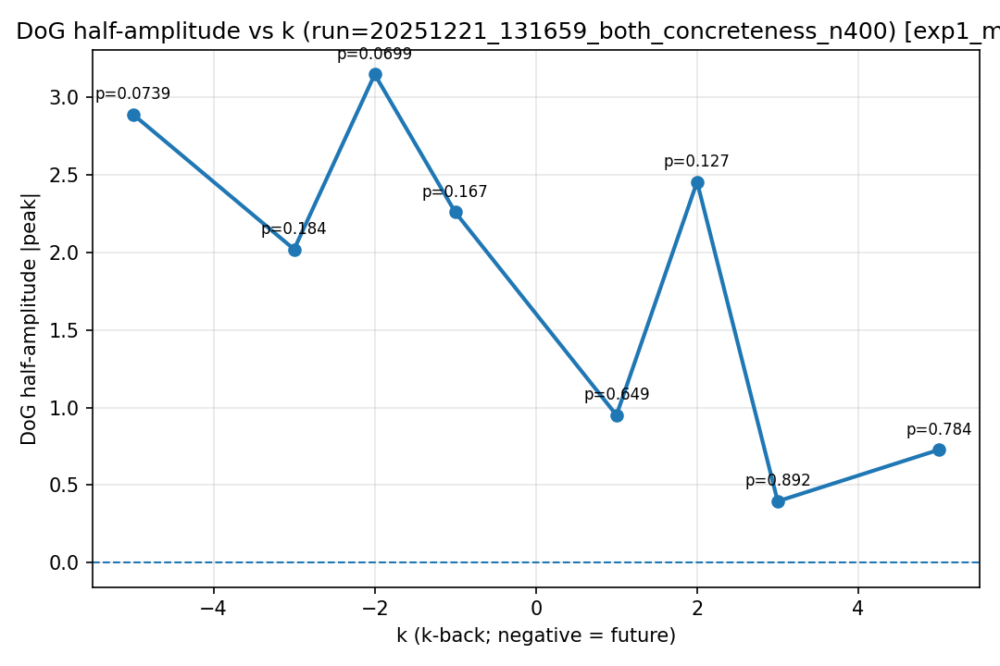 DoG half-amplitude vs k (run=20251221_131659_both_concreteness_n400) [exp1_m
p=0.0699
p=0.0739
p=0.127
p=0.167
p=0.184
p=0.649
p=0.784
p=0.892
DoG half-amplitude |peak|
3.0
2.5
2.0
1.5
1.0
0.5
0.0
−4
−2
0
2
4
k (k-back; negative = future)